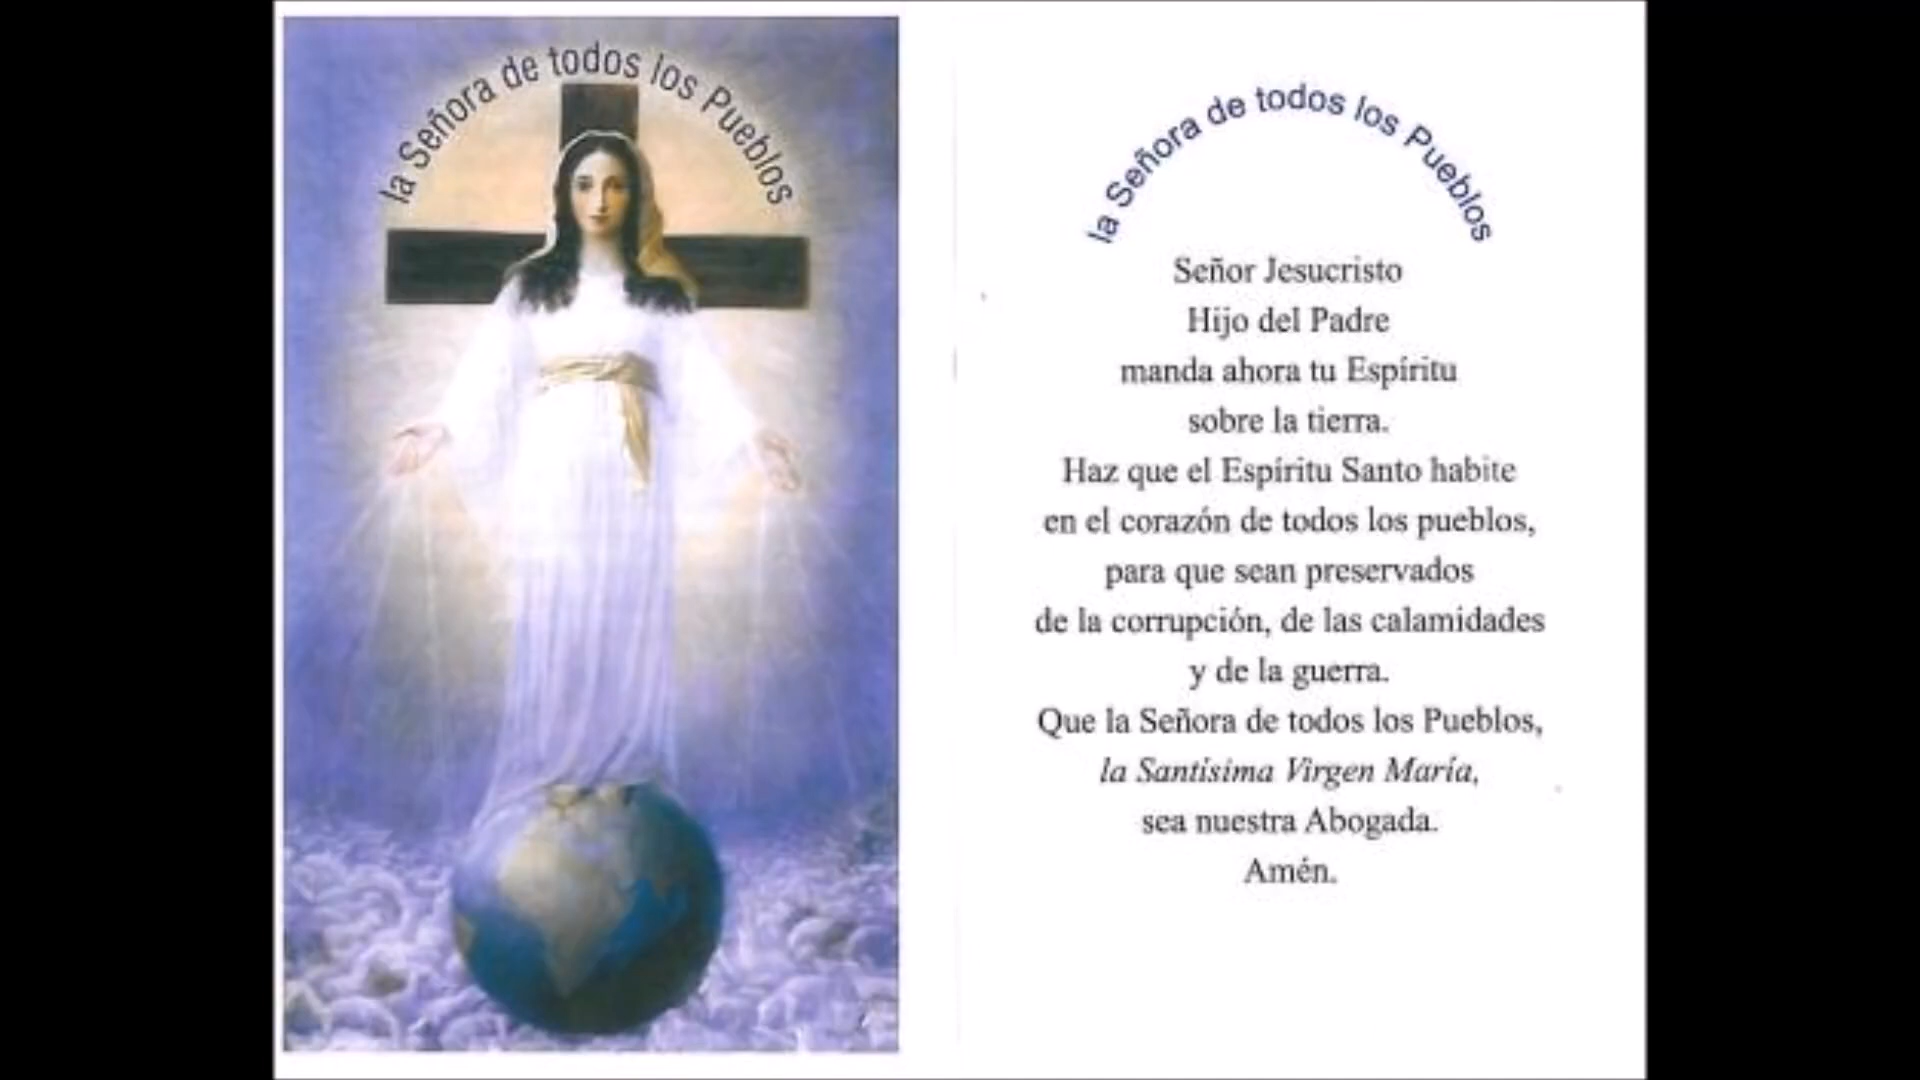 la Señora de todos los Pueblos
la Señora de todos los Pueblos
Señor Jesucristo
Hijo del Padre
manda ahora tu Espíritu
sobre la tierra.
Haz que el Espíritu Santo habite
en el corazón de todos los pueblos,
para que sean preservados
de la corrupción, de las calamidades
y de la guerra.
Que la Señora de todos los Pueblos,
la Santísima Virgen María,
sea nuestra Abogada.
Amén.